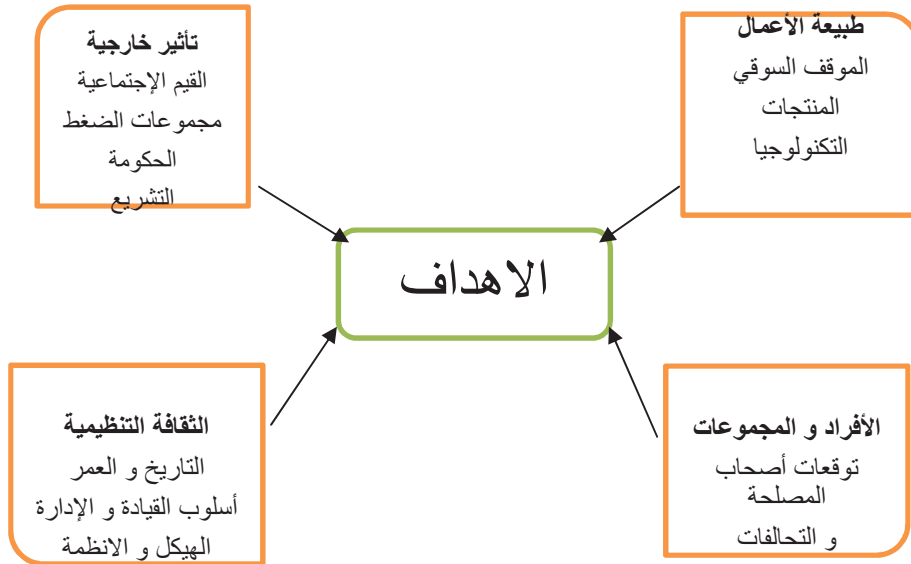 طبيعة الأعمال
الموقف السوقي
المنتجات
التكنولوجيا
تأثير خارجية
القيم الإجتماعية
مجموعات الضغط
الحكومة
التشريع
الاهداف
الأفراد و المجموعات
توقعات أصحاب
المصلحة
و التحالفات
الثقافة التنظيمية
التاريخ و العمر
أسلوب القيادة و الإدارة
الهيكل و الانظمة